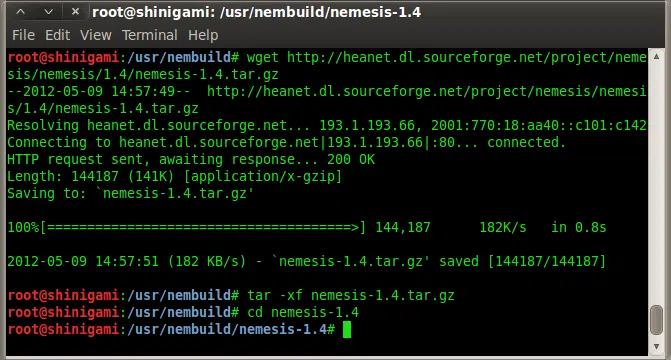 root@shinigami: /usr/nembuild/nemesis-1.4
File Edit View Terminal Help
root@shinigami:/usr/nembuild# wget http://heanet.dl.sourceforge.net/project/neme
sis/nemesis/1.4/nemesis-1.4.tar.gz
--2012-05-09 14:57:49--  http://heanet.dl.sourceforge.net/project/nemesis/nemesi
s/1.4/nemesis-1.4.tar.gz
Resolving heanet.dl.sourceforge.net... 193.1.193.66, 2001:770:18:aa40::c101:c142
Connecting to heanet.dl.sourceforge.net|193.1.193.66|:80... connected.
HTTP request sent, awaiting response... 200 OK
Length: 144187 (141K) [application/x-gzip]
Saving to: `nemesis-1.4.tar.gz'
100%[======================================>] 144,187      182K/s   in 0.8s
2012-05-09 14:57:51 (182 KB/s) - `nemesis-1.4.tar.gz' saved [144187/144187]
root@shinigami:/usr/nembuild# tar -xf nemesis-1.4.tar.gz
root@shinigami:/usr/nembuild# cd nemesis-1.4
root@shinigami:/usr/nembuild/nemesis-1.4#